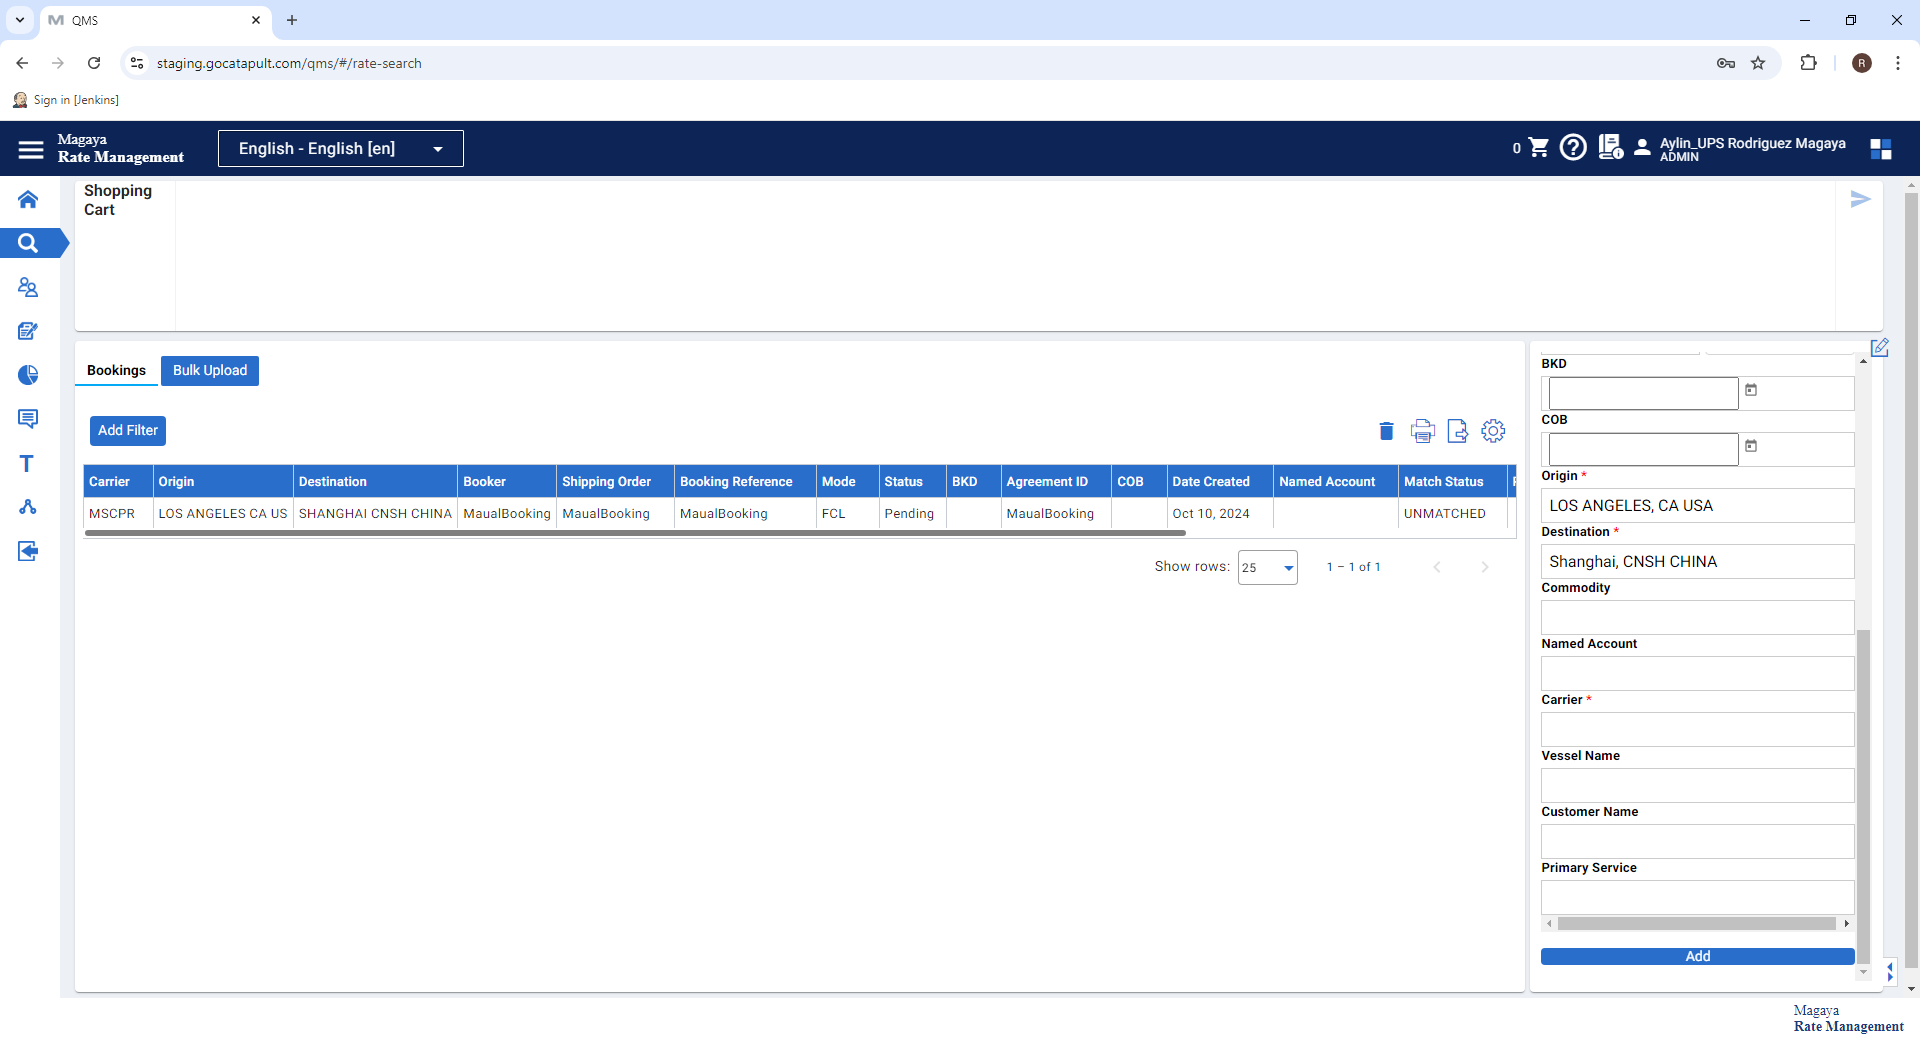 QMS
staging.gocatapult.com/qms/#/rate-search
R
Sign in [Jenkins]
Magaya
Rate Management
English - English [en]
0
Aylin_UPS Rodriguez Magaya
ADMIN
Shopping
Cart
Bookings
Bulk Upload
Add Filter
Carrier Origin Destination Booker Shipping Order Booking Reference Mode Status BKD Agreement ID COB Date Created Named Account Match Status
MSCPR LOS ANGELES CA US SHANGHAI CNSH CHINA MaualBooking MaualBooking MaualBooking FCL Pending MaualBooking Oct 10, 2024 UNMATCHED
Show rows: 25 1 – 1 of 1
BKD
COB
Origin *
LOS ANGELES, CA USA
Destination *
Shanghai, CNSH CHINA
Commodity
Named Account
Carrier *
Vessel Name
Customer Name
Primary Service
Add
Magaya
Rate Management